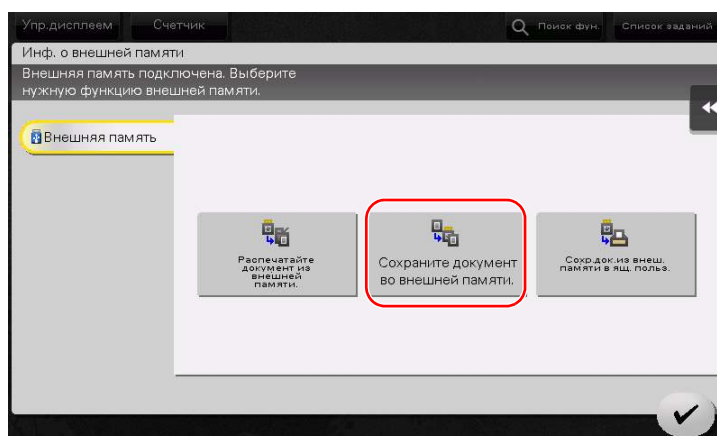 Упр.дисплеем Счетчик Поиск фун. Список заданий
Инф. о внешней памяти
Внешняя память подключена. Выберите
нужную функцию внешней памяти.
Внешняя память
Распечатайте
документ из
внешней
памяти.
Сохраните документ
во внешней памяти.
Сохр.док.из внеш.
памяти в ящ. польз.